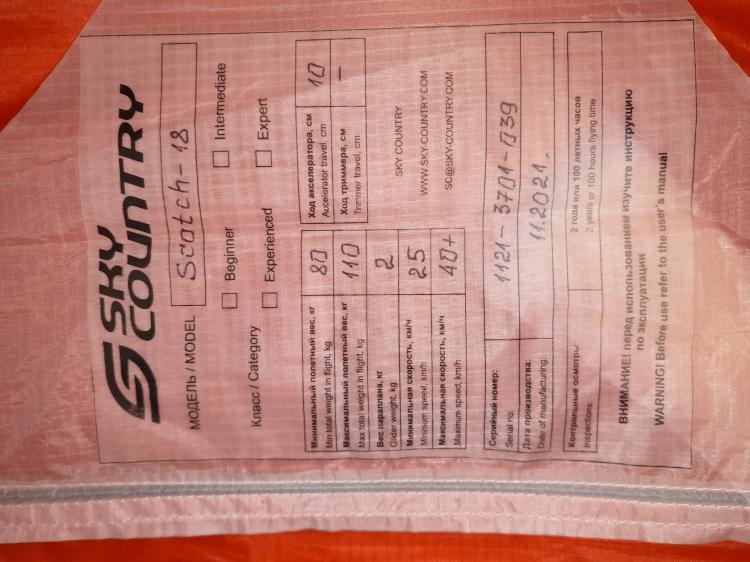 SKY
COUNTRY
МОДЕЛЬ / MODEL Scotch-18
Класс / Category
Beginner
Intermediate
Experienced
Expert
Минимальный полетный вес, кг
Min total weight in flight, kg
80
Максимальный полетный вес, кг
Max total weight in flight, kg
110
Вес параплана, кг
Glider weight, kg
2
Минимальная скорость, км/ч
Minimum speed, km/h
25
Максимальная скорость, км/ч
Maximum speed, km/h
40+
Ход акселератора, см
Accelerator travel, cm
10
Ход триммера, см
Trimmer travel, cm
—
SKY COUNTRY
WWW.SKY-COUNTRY.COM
SC@SKY-COUNTRY.COM
Серийный номер:
Serial no:
1121-3701-039
Дата производства:
Date of manufacturing:
11.2021.
Контрольные осмотры:
Inspections:
2 года или 100 летных часов
2 years or 100 hours flying time
ВНИМАНИЕ! перед использованием изучите инструкцию
по эксплуатации
WARNING! Before use refer to the user's manual